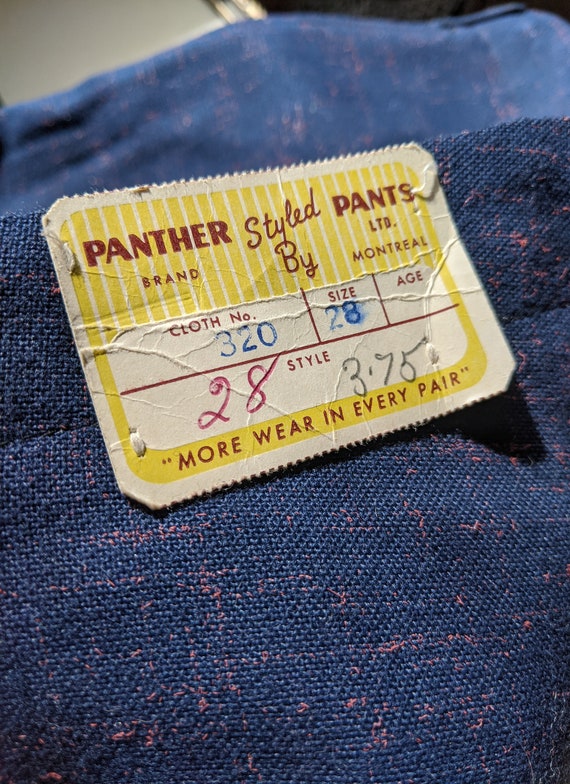 PANTHER Styled PANTS
BRAND By LTD.
MONTREAL
CLOTH No. SIZE AGE
320 28
STYLE
28 3.75
"MORE WEAR IN EVERY PAIR"